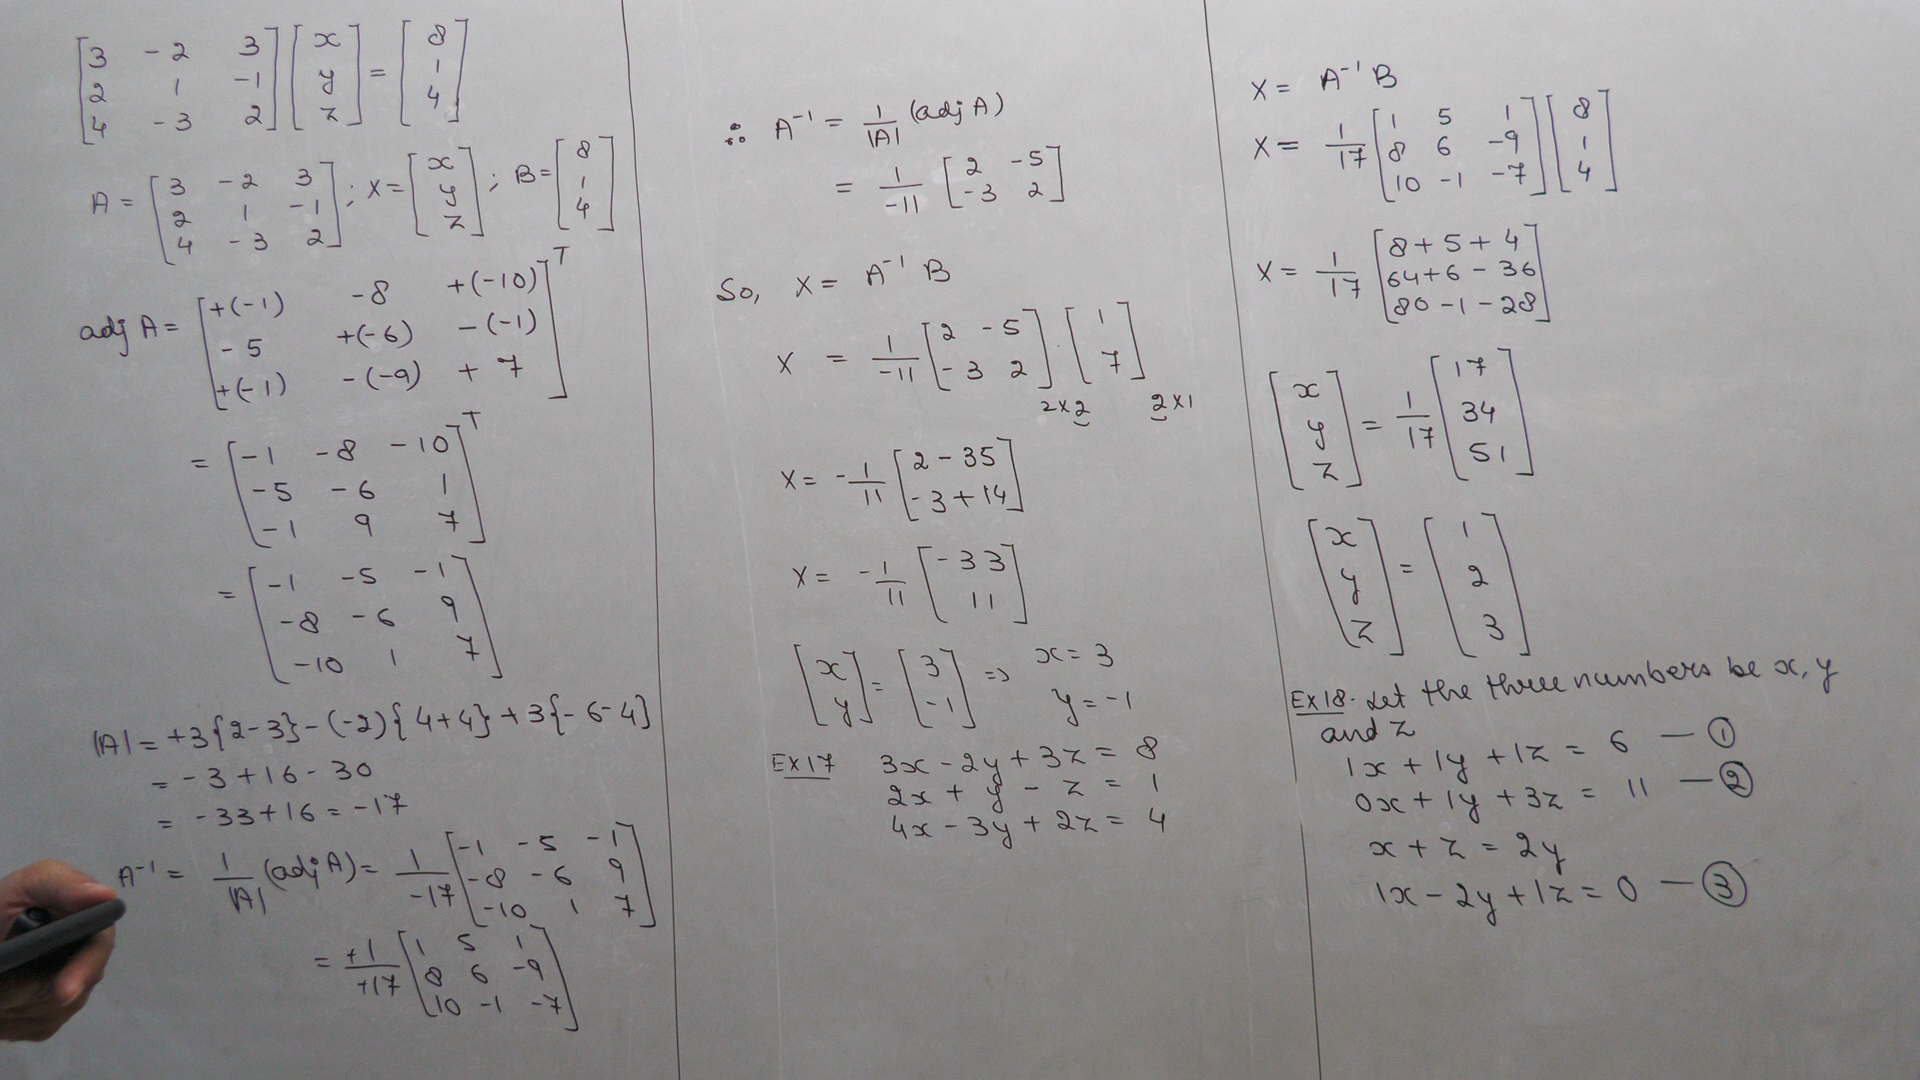 [3 -2 3] [x] = [8]
[2 1 -1] [y] [1]
[4 -3 2] [z] [4]
A = [3 -2 3] ; X = [x] ; B = [8]
[2 1 -1] [y] [1]
[4 -3 2] [z] [4]
adj A = [+(-1) -8 +(-10)]ᵀ
[-5 +(-6) -(-1)]
[+(-1) -(-9) +7]
= [-1 -8 -10]ᵀ
[-5 -6 1]
[-1 9 7]
= [-1 -5 -1]
[-8 -6 9]
[-10 1 7]
|A| = +3{2-3} - (-2){4+4} + 3{-6-4}
= -3 + 16 - 30
= -33 + 16 = -17
A⁻¹ = 1/|A| (adj A) = 1/-17 [-1 -5 -1]
[-8 -6 9]
[-10 1 7]
= +1/+17 [1 5 1]
[8 6 -9]
[10 -1 -7]
∴ A⁻¹ = 1/|A| (adj A)
= 1/-11 [2 -5]
[-3 2]
So, X = A⁻¹ B
X = 1/-11 [2 -5] . [1]
[-3 2] [7]
2×2 2×1
X = -1/11 [2 - 35]
[-3 + 14]
X = -1/11 [-33]
[11]
[x] = [3] ⇒ x = 3
[y] [-1] y = -1
EX 17 3x - 2y + 3z = 8
2x + y - z = 1
4x - 3y + 2z = 4
X = A⁻¹ B
X = 1/17 [1 5 1] [8]
[8 6 -9] [1]
[10 -1 -7] [4]
X = 1/17 [8 + 5 + 4]
[64 + 6 - 36]
[80 - 1 - 28]
[x] = 1/17 [17]
[y] [34]
[z] [51]
[x] = [1]
[y] [2]
[z] [3]
EX 18. Let the three numbers be x, y
and z
1x + 1y + 1z = 6 — ①
0x + 1y + 3z = 11 — ②
x + z = 2y
1x - 2y + 1z = 0 — ③